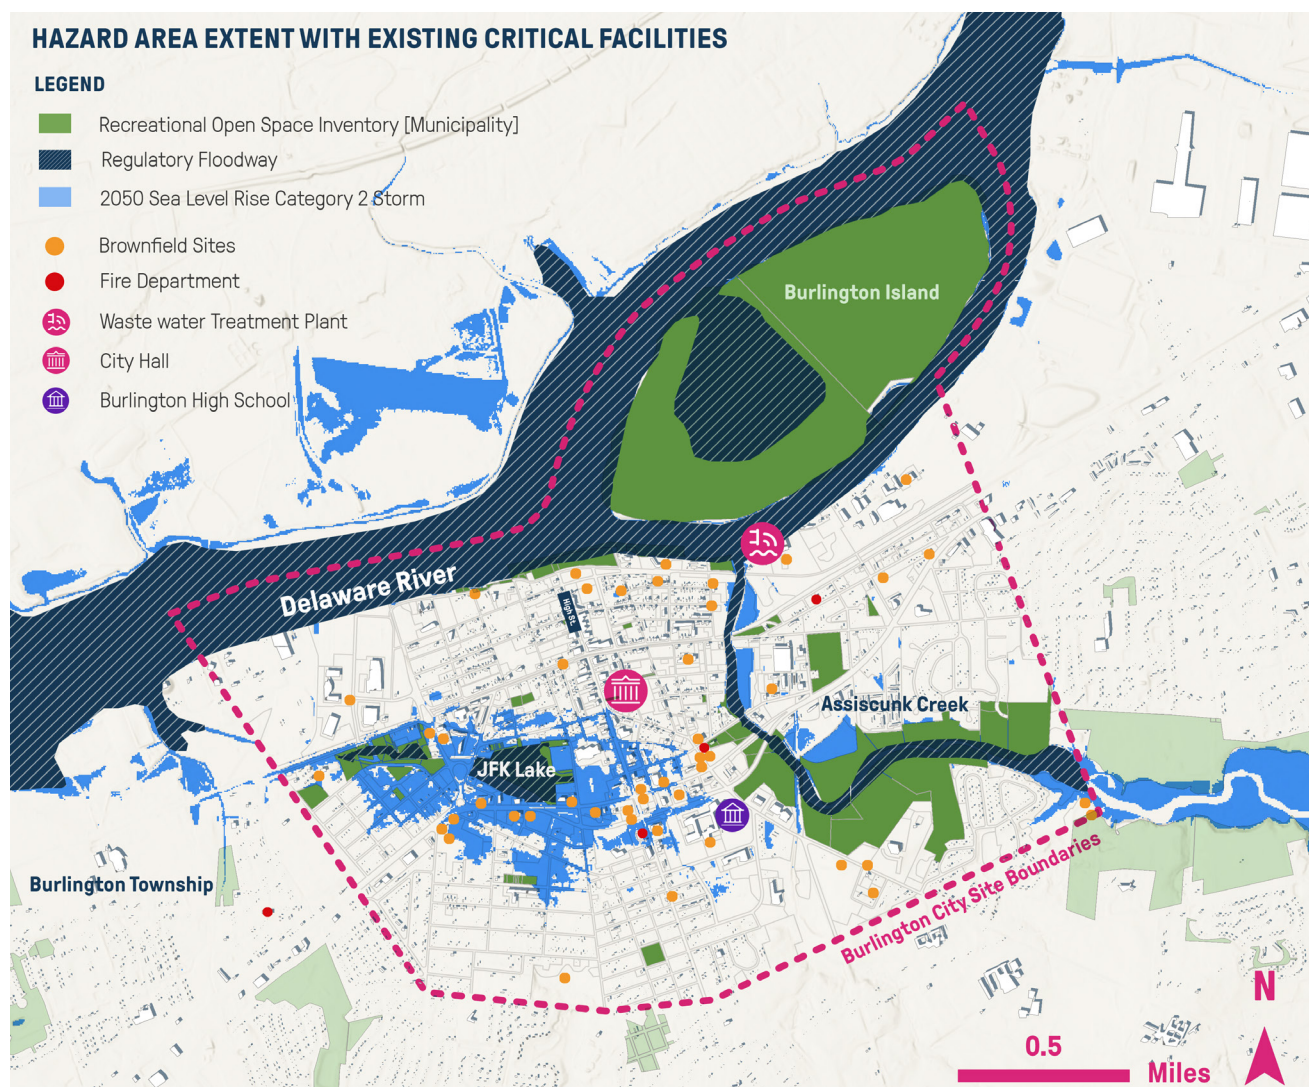 HAZARD AREA EXTENT WITH EXISTING CRITICAL FACILITIES
LEGEND
Recreational Open Space Inventory [Municipality]
Regulatory Floodway
2050 Sea Level Rise Category 2 Storm
Brownfield Sites
Fire Department
Waste water Treatment Plant
City Hall
Burlington High School
Burlington Island
Delaware River
High St.
Assiscunk Creek
JFK Lake
Burlington Township
Burlington City Site Boundaries
N
0.5
Miles